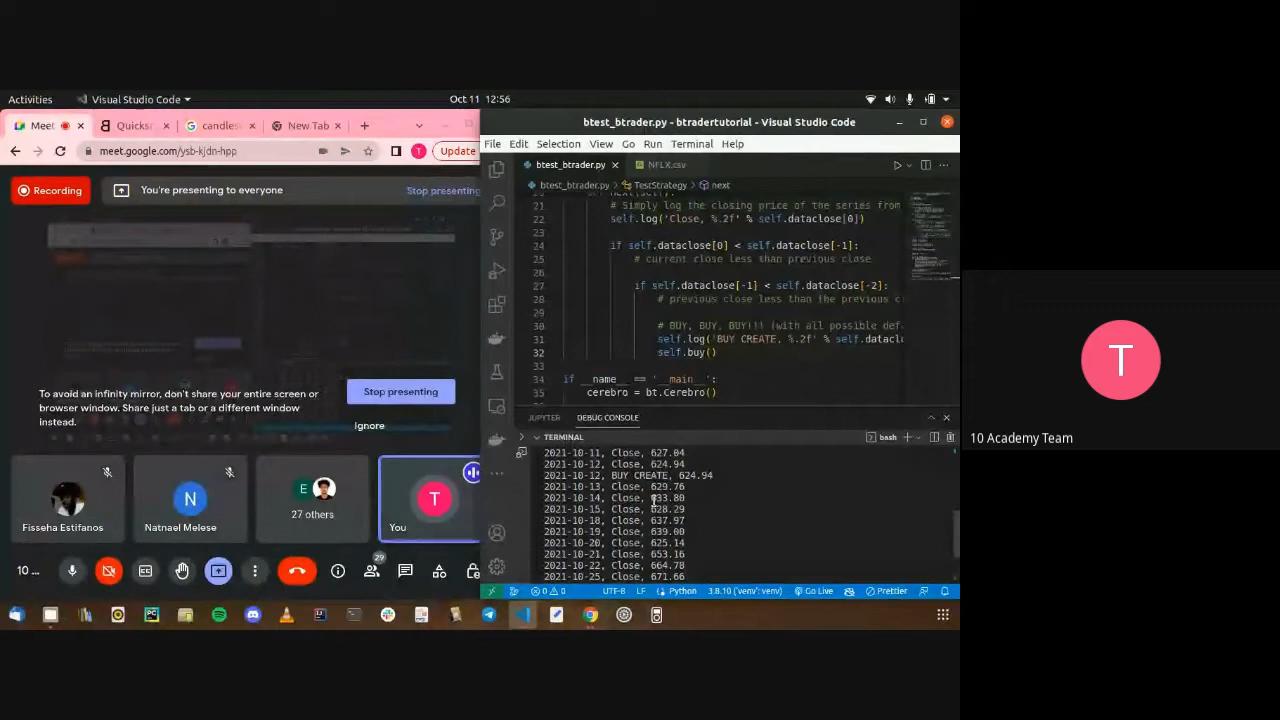 Activities
Visual Studio Code
Oct 11 12:56
Meet
Quicks
candles
New Tab
meet.google.com/ysb-kjdn-hpp
Update
Recording
You're presenting to everyone
Stop presenting
To avoid an infinity mirror, don't share your entire screen or
browser window. Share just a tab or a different window
instead.
Stop presenting
Ignore
Fisseha Estifanos
N
Natnael Melese
E
27 others
T
You
10 ...
29
btest_btrader.py - btradertutorial - Visual Studio Code
File Edit Selection View Go Run Terminal Help
btest_btrader.py
NFLX.csv
btest_btrader.py > TestStrategy > next
21 # Simply log the closing price of the series from
22 self.log('Close, %.2f' % self.dataclose[0])
23
24 if self.dataclose[0] < self.dataclose[-1]:
25 # current close less than previous close
26
27 if self.dataclose[-1] < self.dataclose[-2]:
28 # previous close less than the previous c
29
30 # BUY, BUY, BUY!!! (with all possible def
31 self.log('BUY CREATE, %.2f' % self.datacl
32 self.buy()
33
34 if __name__ == '__main__':
35 cerebro = bt.Cerebro()
JUPYTER DEBUG CONSOLE
TERMINAL
bash
2021-10-11, Close, 627.04
2021-10-12, Close, 624.94
2021-10-12, BUY CREATE, 624.94
2021-10-13, Close, 629.76
2021-10-14, Close, 633.80
2021-10-15, Close, 628.29
2021-10-18, Close, 637.97
2021-10-19, Close, 639.00
2021-10-20, Close, 625.14
2021-10-21, Close, 653.16
2021-10-22, Close, 664.78
2021-10-25, Close, 671.66
0 0 UTF-8 LF Python 3.8.10 ('venv': venv) Go Live Prettier
T
10 Academy Team